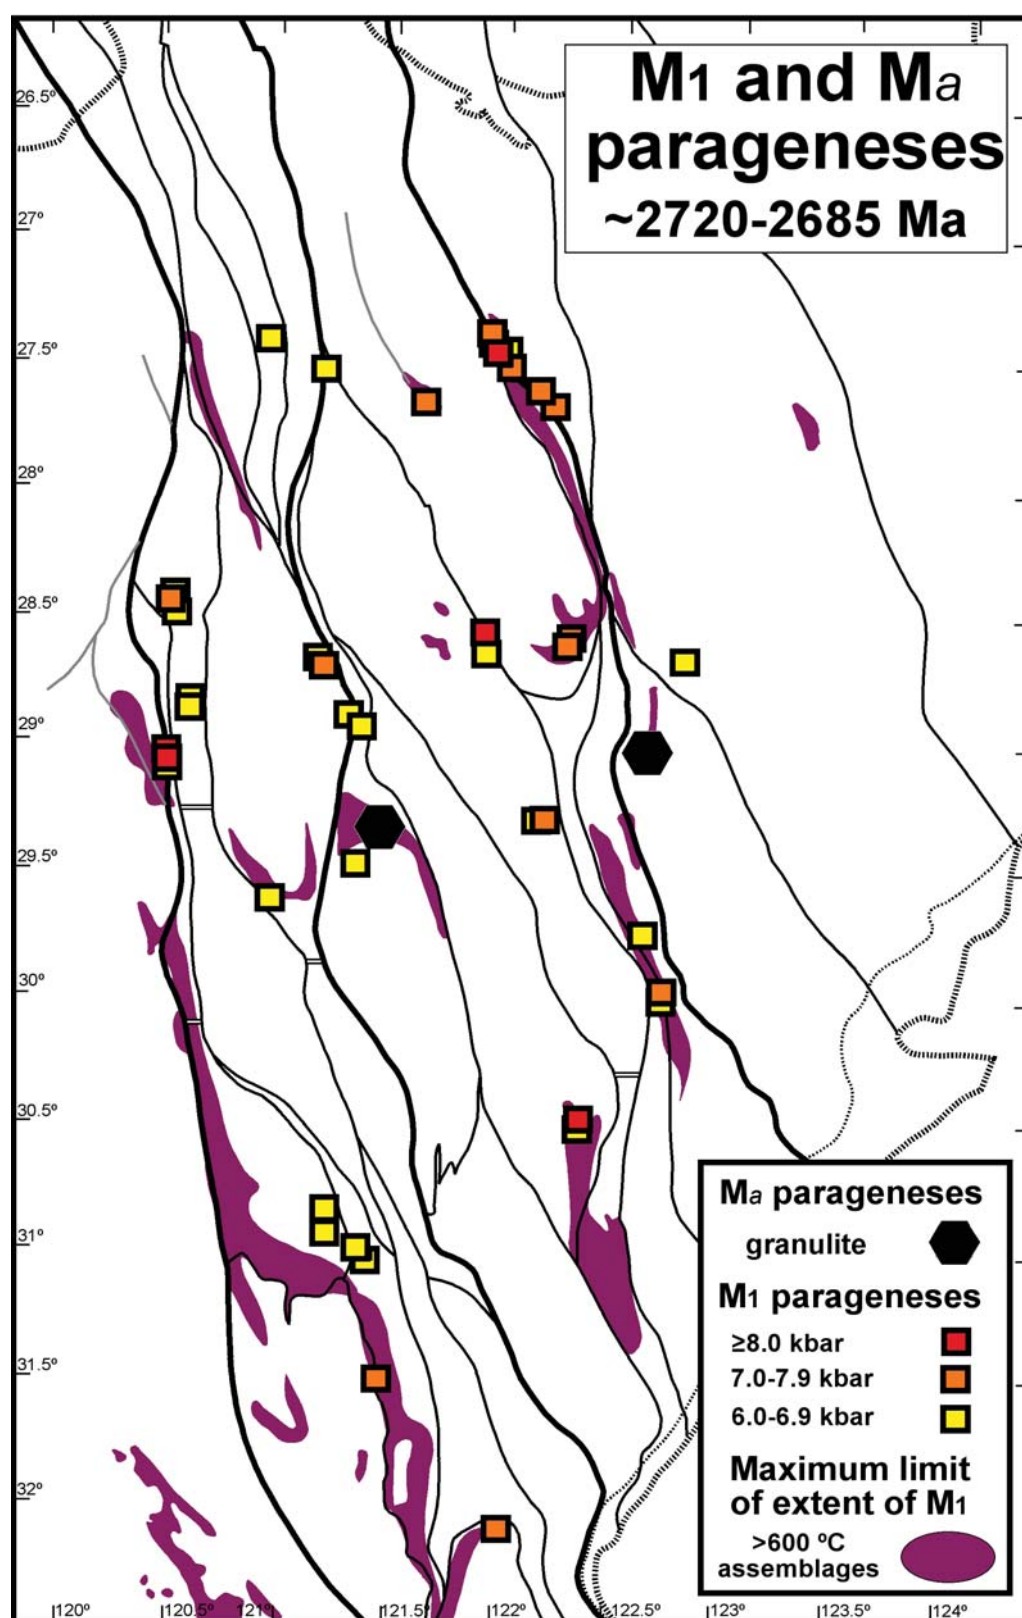 M1 and Ma
parageneses
~2720-2685 Ma
26.5º
27º
27.5º
28º
28.5º
29º
29.5º
30º
30.5º
31º
31.5º
32º
120º
120.5º
121º
121.5º
122º
122.5º
123º
123.5º
124º
Ma parageneses
granulite
M1 parageneses
≥8.0 kbar
7.0-7.9 kbar
6.0-6.9 kbar
Maximum limit
of extent of M1
>600 ºC
assemblages